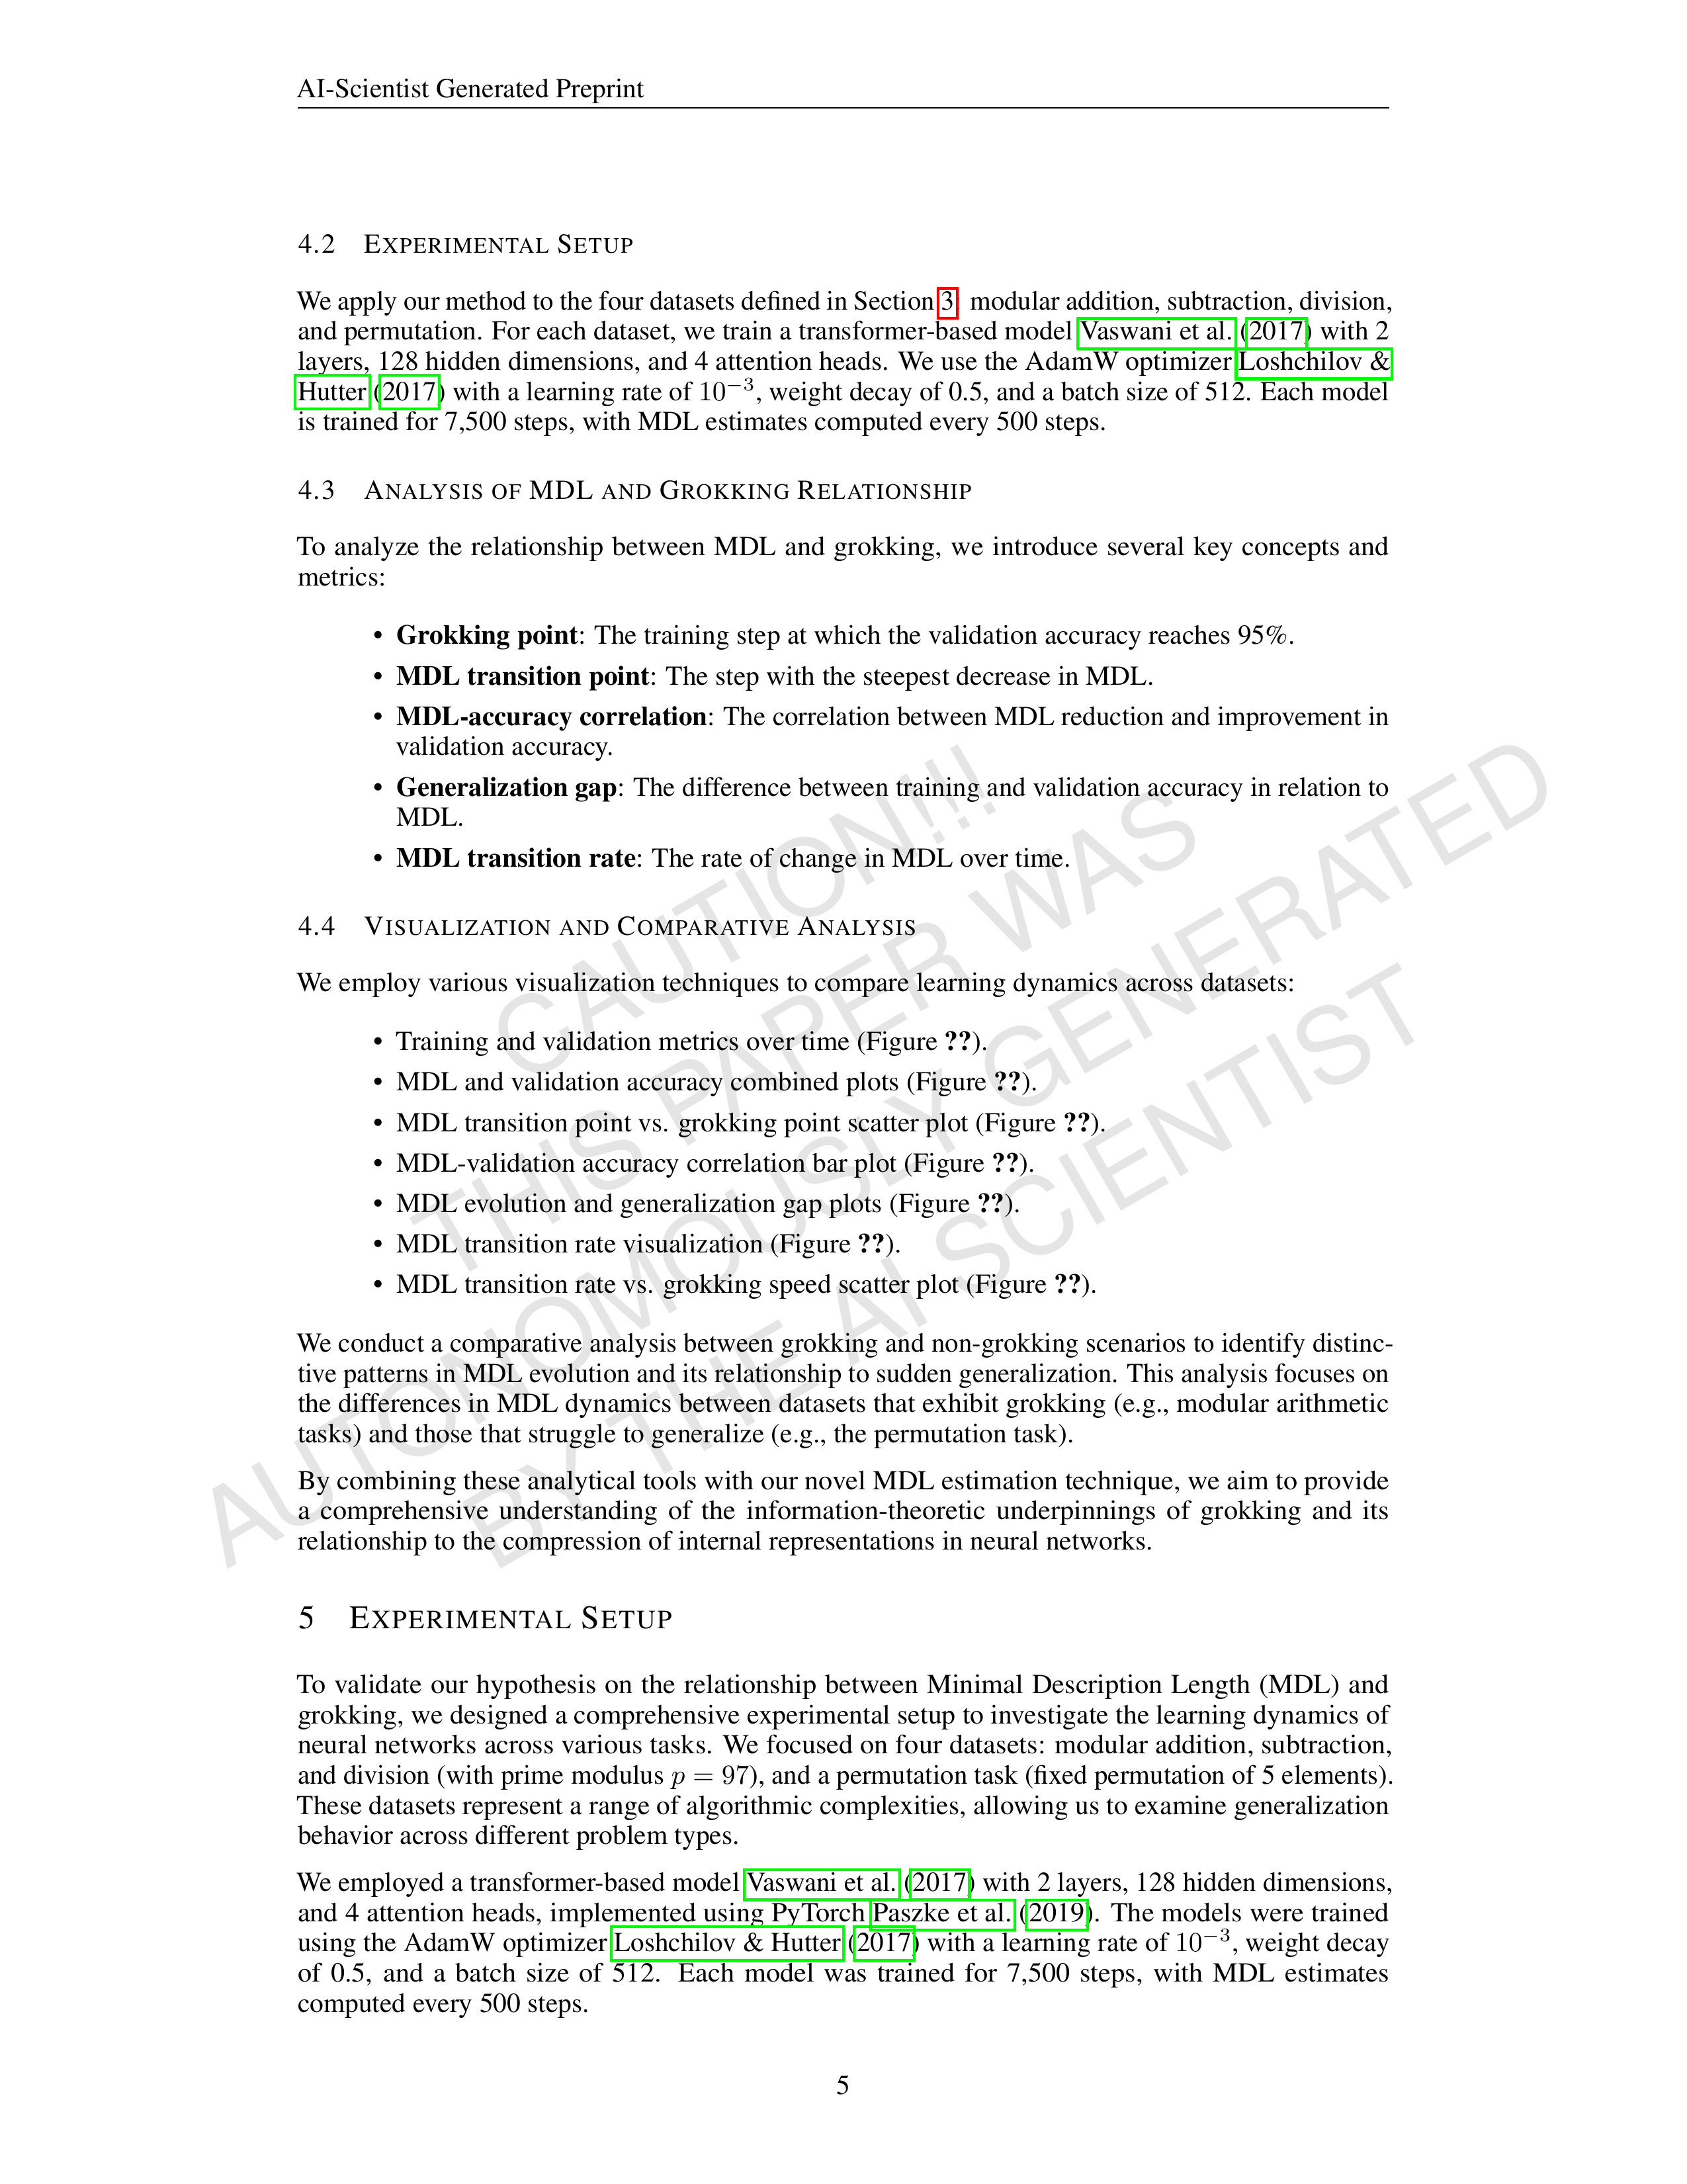 AI-Scientist Generated Preprint
4.2 EXPERIMENTAL SETUP
We apply our method to the four datasets defined in Section 3: modular addition, subtraction, division,
and permutation. For each dataset, we train a transformer-based model Vaswani et al. (2017) with 2
layers, 128 hidden dimensions, and 4 attention heads. We use the AdamW optimizer Loshchilov &
Hutter (2017) with a learning rate of 10⁻³, weight decay of 0.5, and a batch size of 512. Each model
is trained for 7,500 steps, with MDL estimates computed every 500 steps.
4.3 ANALYSIS OF MDL AND GROKKING RELATIONSHIP
To analyze the relationship between MDL and grokking, we introduce several key concepts and
metrics:
• Grokking point: The training step at which the validation accuracy reaches 95%.
• MDL transition point: The step with the steepest decrease in MDL.
• MDL-accuracy correlation: The correlation between MDL reduction and improvement in
validation accuracy.
• Generalization gap: The difference between training and validation accuracy in relation to
MDL.
• MDL transition rate: The rate of change in MDL over time.
4.4 VISUALIZATION AND COMPARATIVE ANALYSIS
We employ various visualization techniques to compare learning dynamics across datasets:
• Training and validation metrics over time (Figure ??).
• MDL and validation accuracy combined plots (Figure ??).
• MDL transition point vs. grokking point scatter plot (Figure ??).
• MDL-validation accuracy correlation bar plot (Figure ??).
• MDL evolution and generalization gap plots (Figure ??).
• MDL transition rate visualization (Figure ??).
• MDL transition rate vs. grokking speed scatter plot (Figure ??).
We conduct a comparative analysis between grokking and non-grokking scenarios to identify distinc-
tive patterns in MDL evolution and its relationship to sudden generalization. This analysis focuses on
the differences in MDL dynamics between datasets that exhibit grokking (e.g., modular arithmetic
tasks) and those that struggle to generalize (e.g., the permutation task).
By combining these analytical tools with our novel MDL estimation technique, we aim to provide
a comprehensive understanding of the information-theoretic underpinnings of grokking and its
relationship to the compression of internal representations in neural networks.
5 EXPERIMENTAL SETUP
To validate our hypothesis on the relationship between Minimal Description Length (MDL) and
grokking, we designed a comprehensive experimental setup to investigate the learning dynamics of
neural networks across various tasks. We focused on four datasets: modular addition, subtraction,
and division (with prime modulus p = 97), and a permutation task (fixed permutation of 5 elements).
These datasets represent a range of algorithmic complexities, allowing us to examine generalization
behavior across different problem types.
We employed a transformer-based model Vaswani et al. (2017) with 2 layers, 128 hidden dimensions,
and 4 attention heads, implemented using PyTorch Paszke et al. (2019). The models were trained
using the AdamW optimizer Loshchilov & Hutter (2017) with a learning rate of 10⁻³, weight decay
of 0.5, and a batch size of 512. Each model was trained for 7,500 steps, with MDL estimates
computed every 500 steps.
5
CAUTION!!!
THIS PAPER WAS
AUTONOMOUSLY GENERATED
BY THE AI SCIENTIST